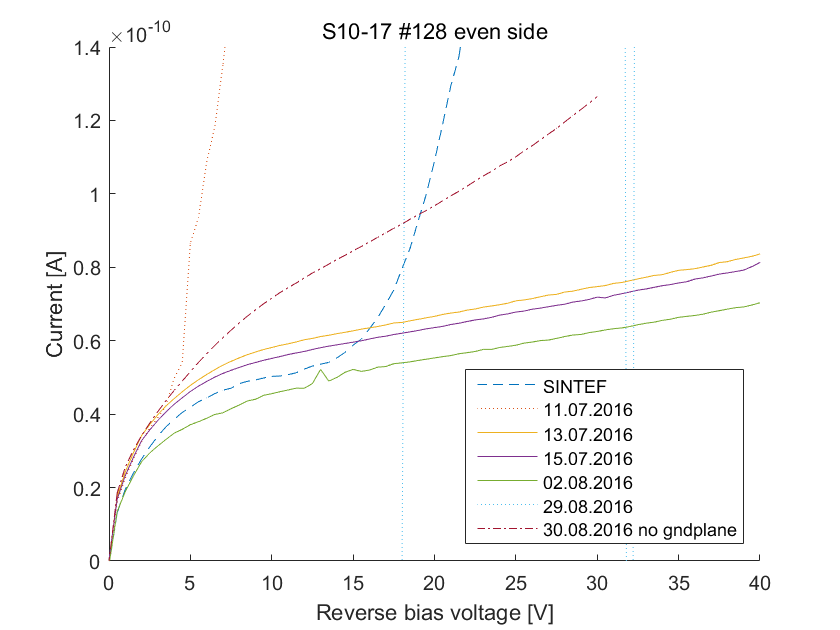 S10-17 #128 even side
×10^-10
1.4
1.2
1
0.8
0.6
0.4
0.2
0
Current [A]
0 5 10 15 20 25 30 35 40
Reverse bias voltage [V]
SINTEF
11.07.2016
13.07.2016
15.07.2016
02.08.2016
29.08.2016
30.08.2016 no gndplane